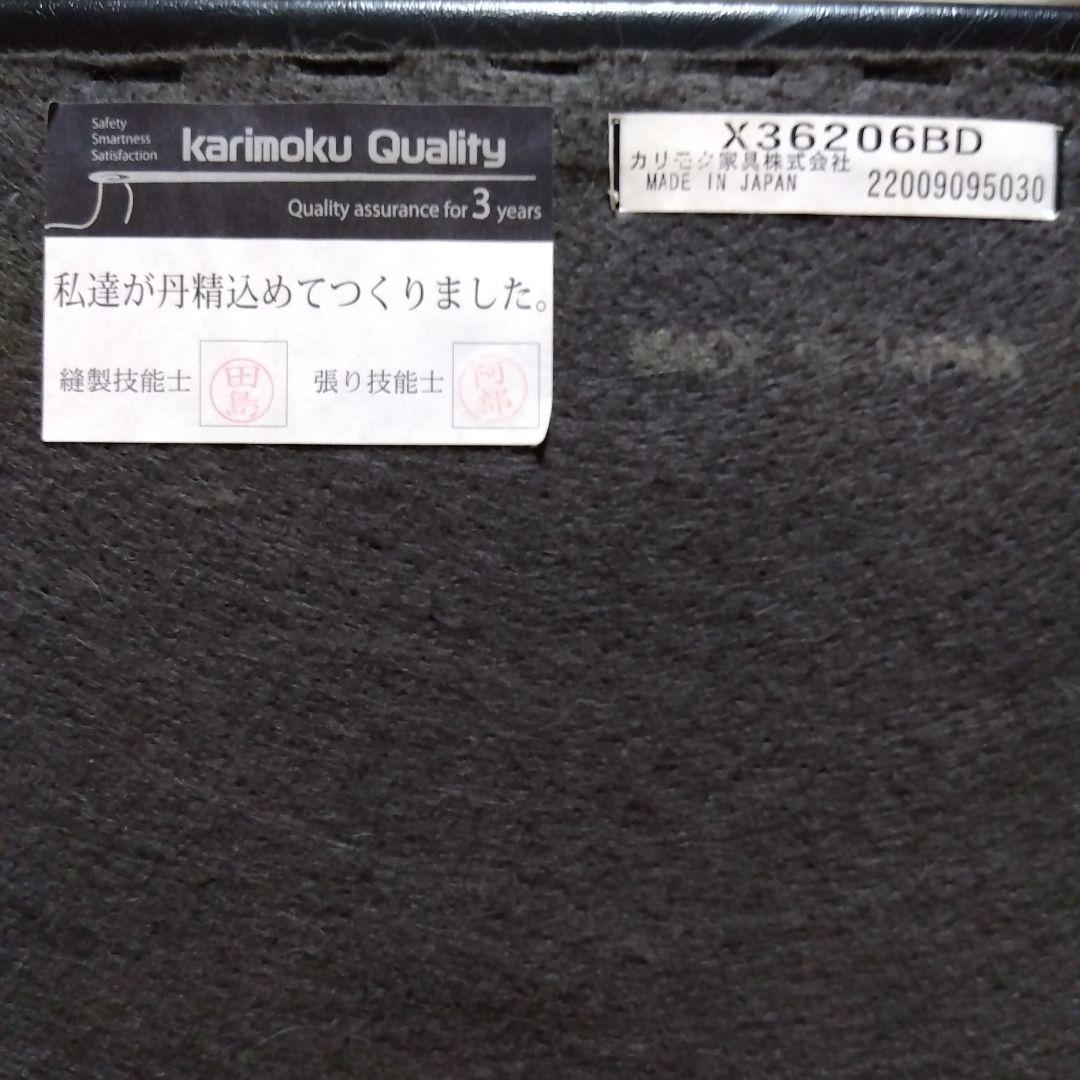 Safety
Smartness
Satisfaction
karimoku Quality
Quality assurance for 3 years
私達が丹精込めてつくりました。
縫製技能士 田島 張り技能士 阿部
X36206BD
カリモク家具株式会社
MADE IN JAPAN 22009095030